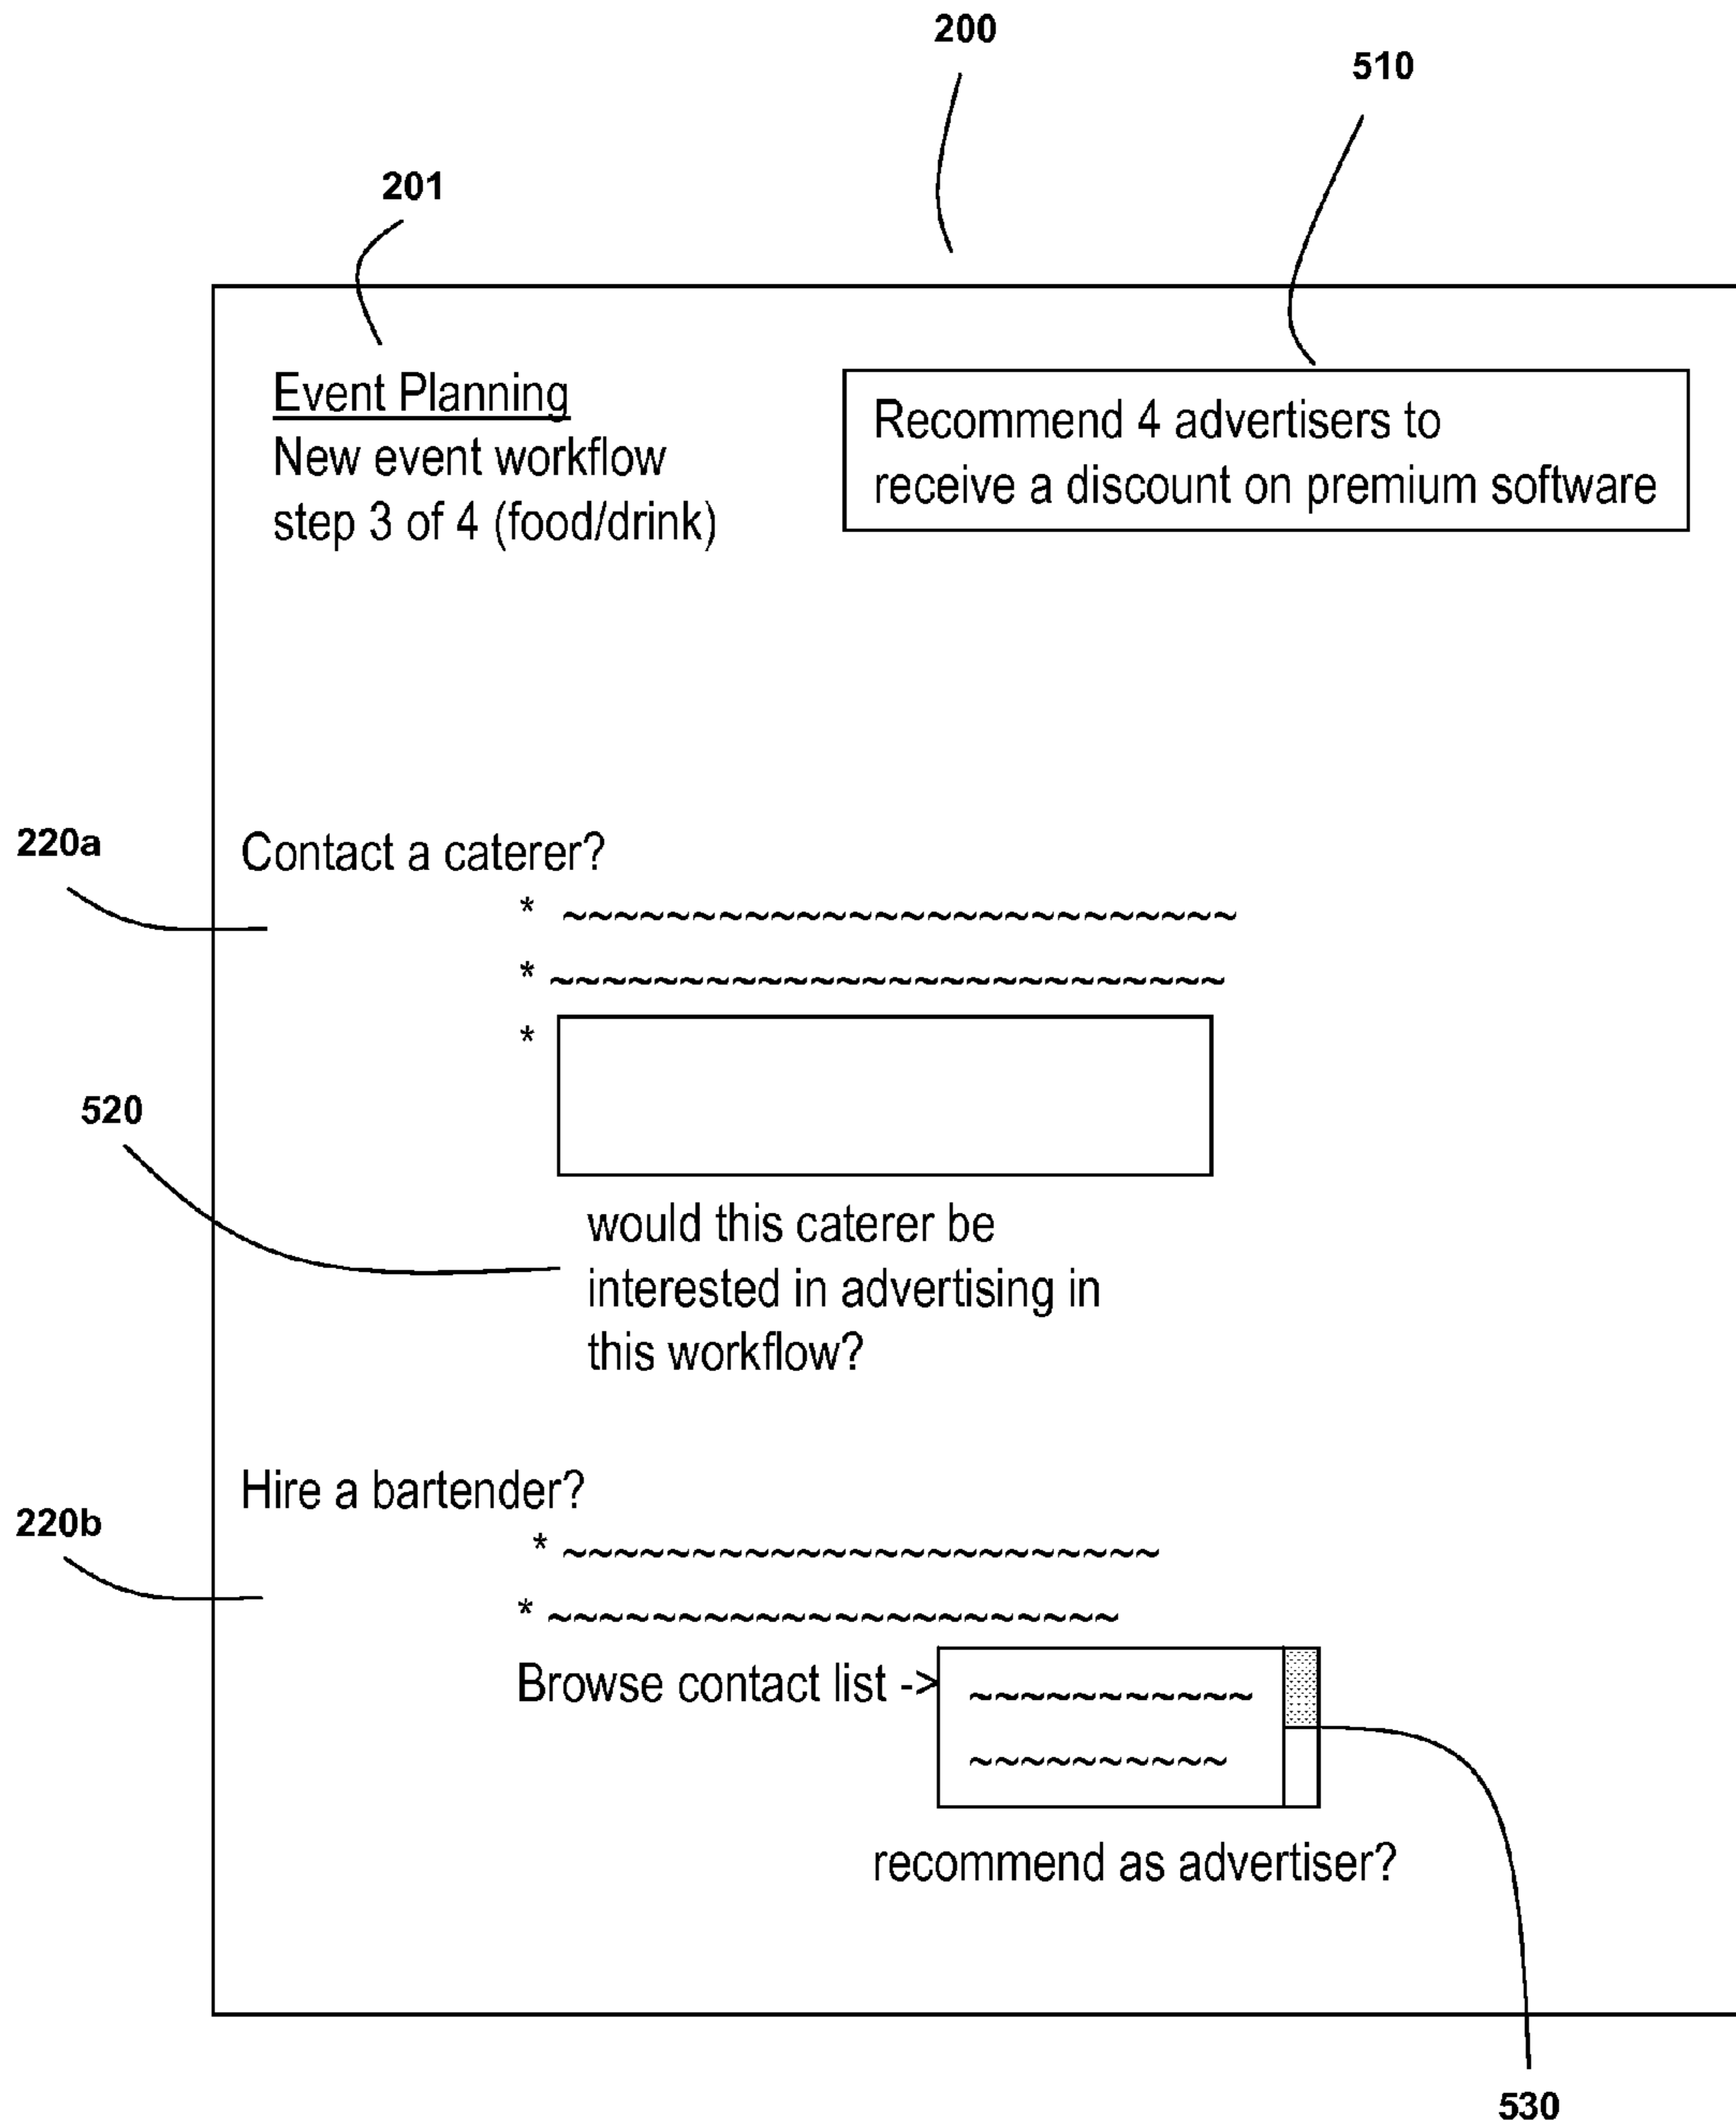 200
510
201
Event Planning
New event workflow
step 3 of 4 (food/drink)
Recommend 4 advertisers to
receive a discount on premium software
220a
Contact a caterer?
* ~~~~~~~~~~~~~~~~~~~~~~~~~~
* ~~~~~~~~~~~~~~~~~~~~~~~~~~
*
520
would this caterer be
interested in advertising in
this workflow?
Hire a bartender?
220b
* ~~~~~~~~~~~~~~~~~~~~~~~
* ~~~~~~~~~~~~~~~~~~~~~~
Browse contact list ->
~~~~~~~~~~~
~~~~~~~~~~
recommend as advertiser?
530